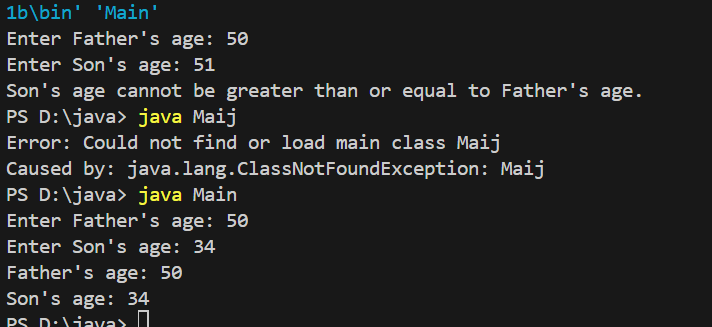 1b\bin' 'Main'
Enter Father's age: 50
Enter Son's age: 51
Son's age cannot be greater than or equal to Father's age.
PS D:\java> java Maij
Error: Could not find or load main class Maij
Caused by: java.lang.ClassNotFoundException: Maij
PS D:\java> java Main
Enter Father's age: 50
Enter Son's age: 34
Father's age: 50
Son's age: 34
PS D:\java>